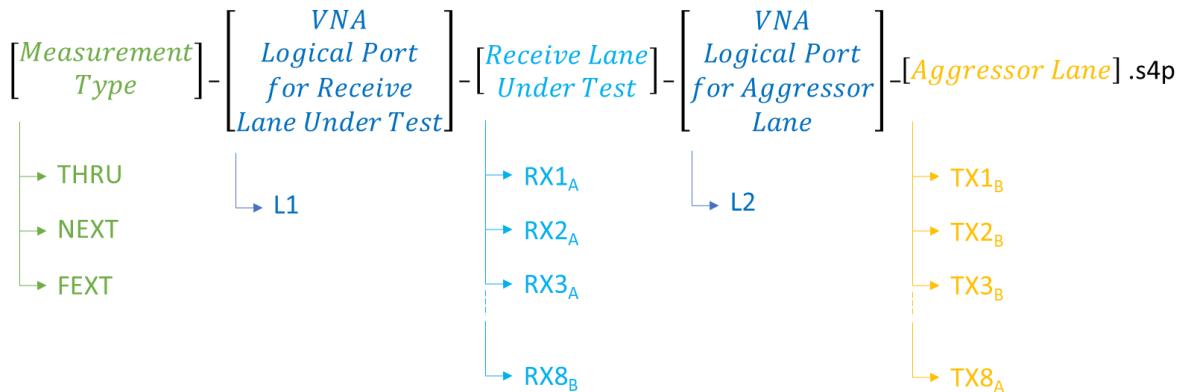 [Measurement Type] – [VNA Logical Port for Receive Lane Under Test] – [Receive Lane Under Test] – [VNA Logical Port for Aggressor Lane] – [Aggressor Lane] .s4p
THRU
NEXT
FEXT
L1
RX1A
RX2A
RX3A
RX8B
L2
TX1B
TX2B
TX3B
TX8A